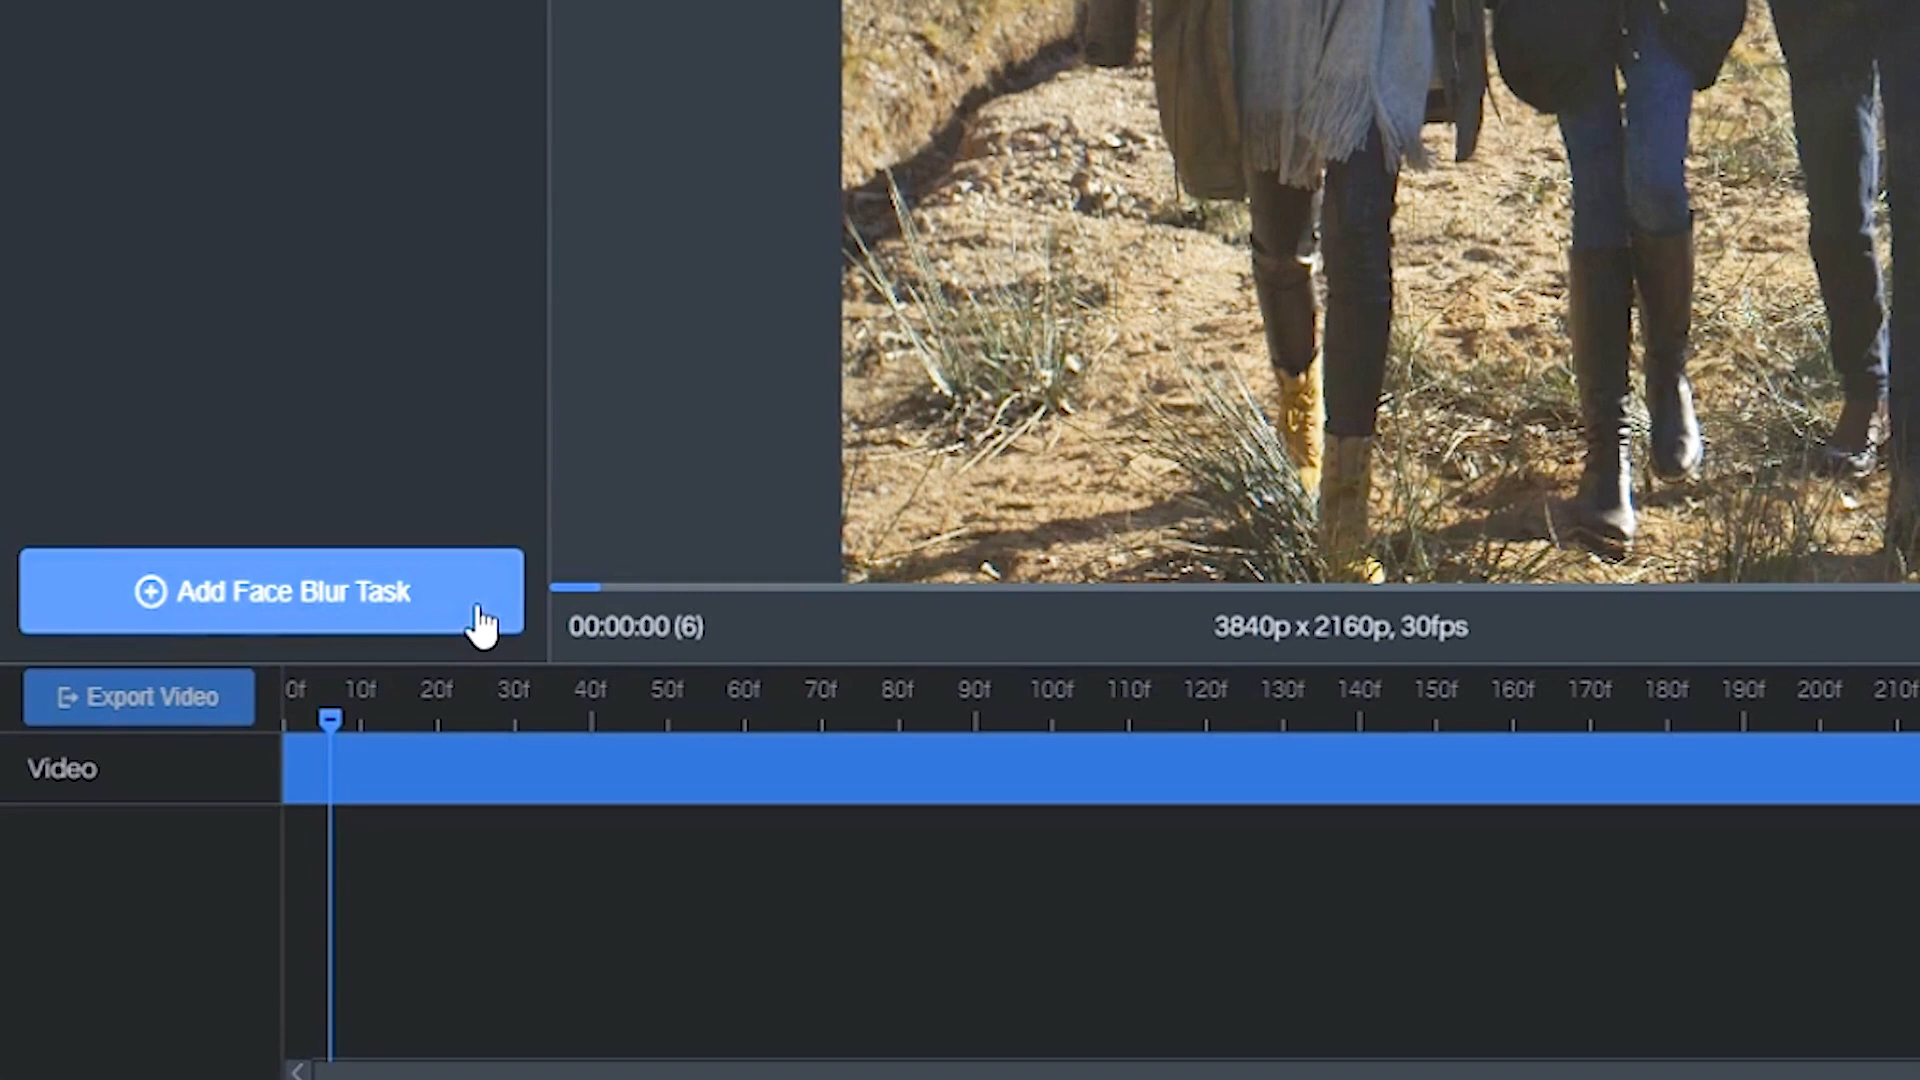 Add Face Blur Task
00:00:00 (6)
3840p x 2160p, 30fps
Export Video
0f 10f 20f 30f 40f 50f 60f 70f 80f 90f 100f 110f 120f 130f 140f 150f 160f 170f 180f 190f 200f 210f
Video